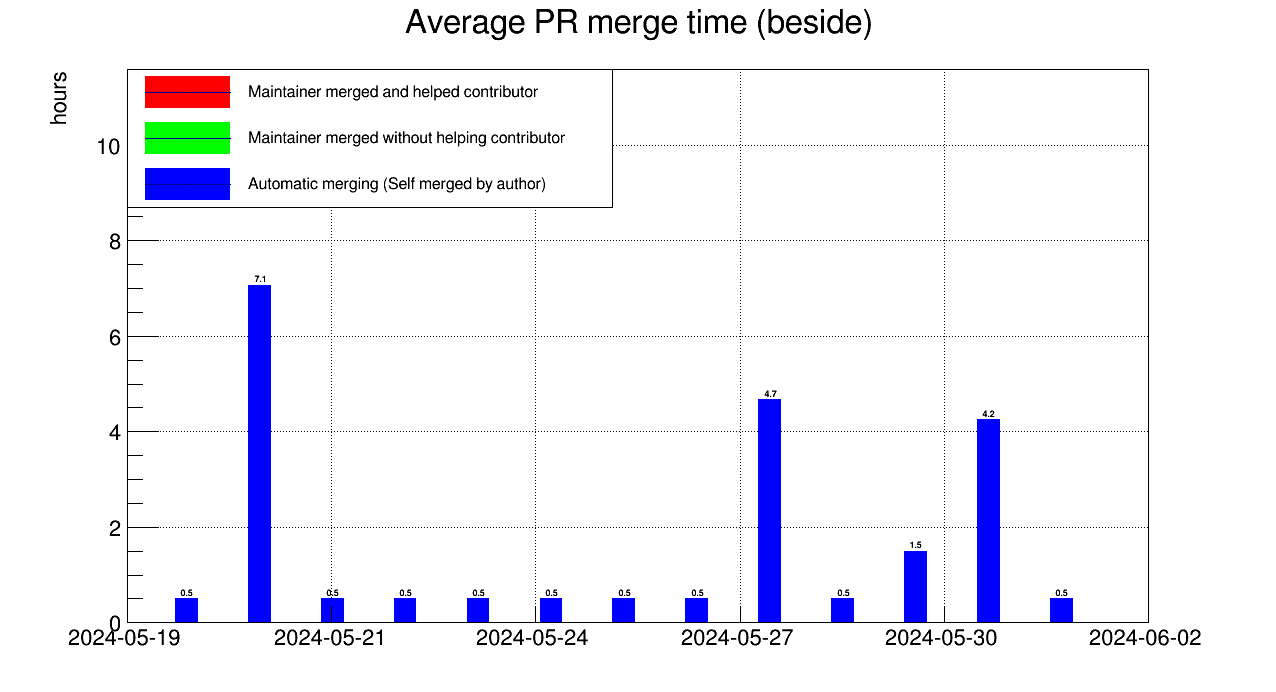 Average PR merge time (beside)
hours
Maintainer merged and helped contributor
Maintainer merged without helping contributor
Automatic merging (Self merged by author)
10
8
6
4
2
0
7.1
4.7
4.2
1.5
0.5 0.5 0.5 0.5 0.5 0.5 0.5 0.5 0.5
2024-05-19 2024-05-21 2024-05-24 2024-05-27 2024-05-30 2024-06-02